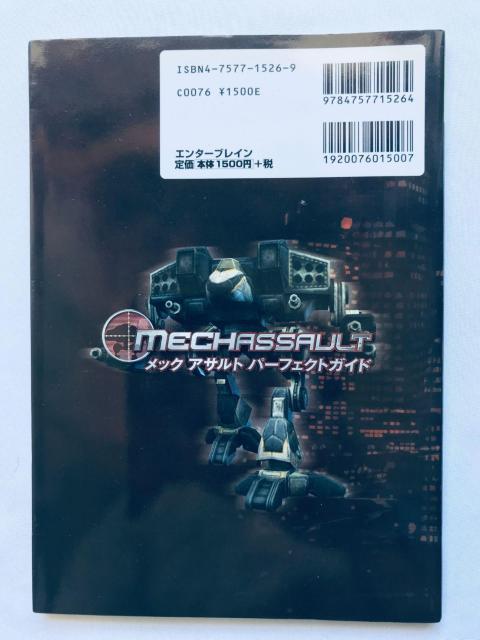 ISBN4-7577-1526-9
C0076 ¥1500E
9784757715264
エンターブレイン
定価 本体1500円 +税
1920076015007
MECHASSAULT
メック アサルト パーフェクトガイド